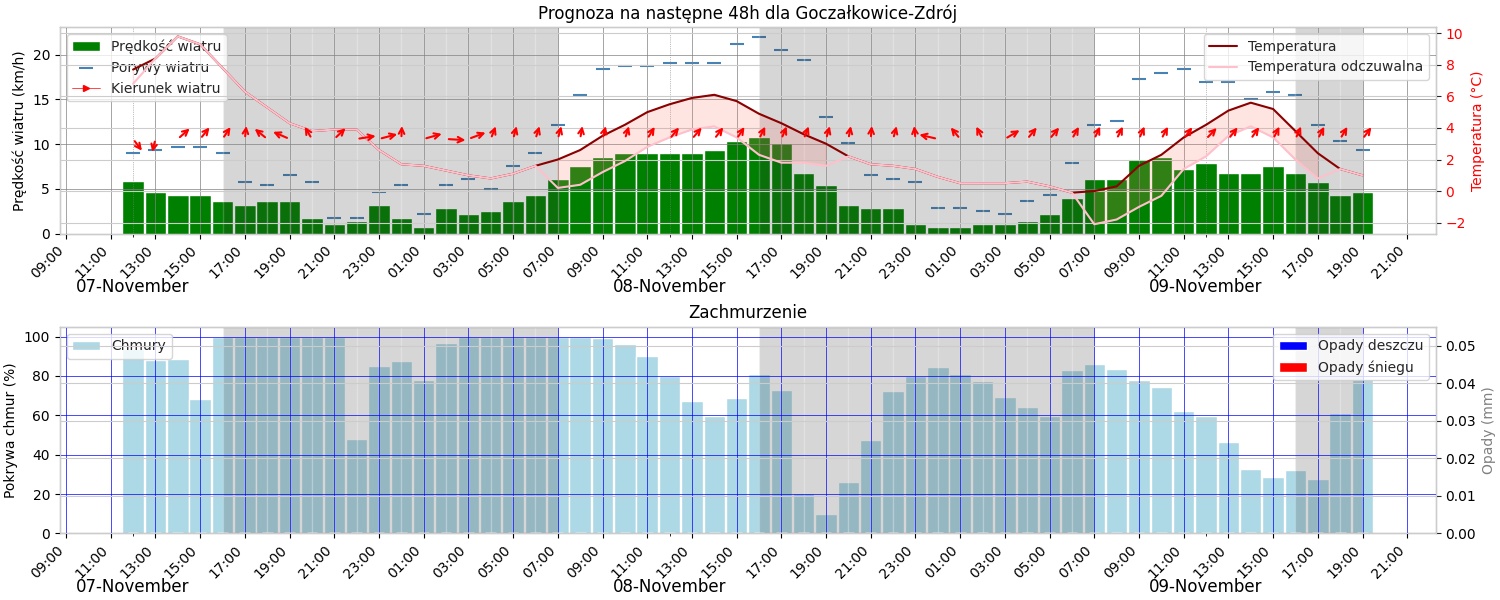 Prognoza na następne 48h dla Goczałkowice-Zdrój
Prędkość wiatru (km/h)
Temperatura (°C)
Prędkość wiatru
Porywy wiatru
Kierunek wiatru
Temperatura
Temperatura odczuwalna
20
15
10
5
0
10
8
6
4
2
0
−2
09:00 11:00 13:00 15:00 17:00 19:00 21:00 23:00 01:00 03:00 05:00 07:00 09:00 11:00 13:00 15:00 17:00 19:00 21:00 23:00 01:00 03:00 05:00 07:00 09:00 11:00 13:00 15:00 17:00 19:00 21:00
07-November 08-November 09-November
Zachmurzenie
Pokrywa chmur (%)
Opady (mm)
Chmury
Opady deszczu
Opady śniegu
100
80
60
40
20
0
0.05
0.04
0.03
0.02
0.01
0.00
09:00 11:00 13:00 15:00 17:00 19:00 21:00 23:00 01:00 03:00 05:00 07:00 09:00 11:00 13:00 15:00 17:00 19:00 21:00 23:00 01:00 03:00 05:00 07:00 09:00 11:00 13:00 15:00 17:00 19:00 21:00
07-November 08-November 09-November